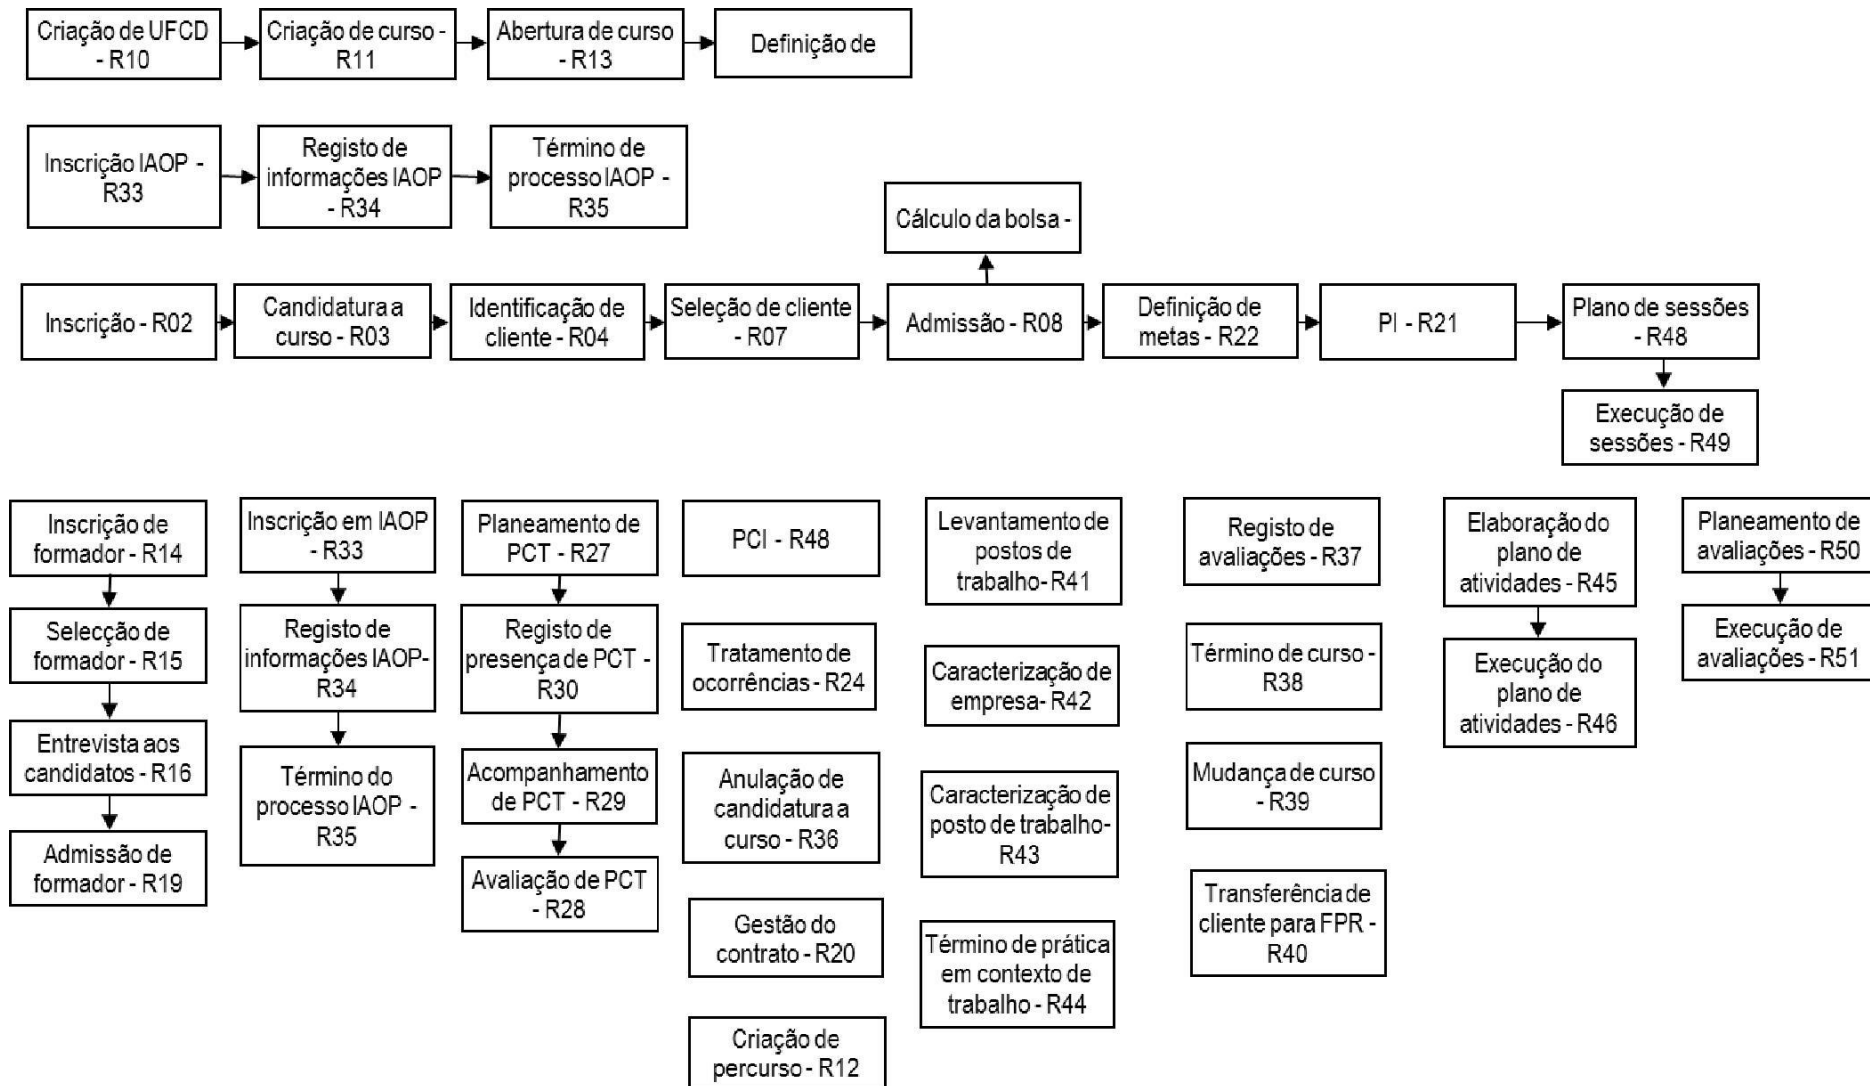 Criação de UFCD
- R10
Criação de curso -
R11
Abertura de curso
- R13
Definição de
Inscrição IAOP -
R33
Registo de
informações IAOP
- R34
Término de
processo IAOP -
R35
Cálculo da bolsa -
Inscrição - R02
Candidatura a
curso - R03
Identificação de
cliente - R04
Seleção de cliente
- R07
Admissão - R08
Definição de
metas - R22
PI - R21
Plano de sessões
- R48
Execução de
sessões - R49
Inscrição de
formador - R14
Selecção de
formador - R15
Entrevista aos
candidatos - R16
Admissão de
formador - R19
Inscrição em IAOP
- R33
Registo de
informações IAOP-
R34
Término do
processo IAOP -
R35
Planeamento de
PCT - R27
Registo de
presença de PCT -
R30
Acompanhamento
de PCT - R29
Avaliação de PCT
- R28
PCI - R48
Tratamento de
ocorrências - R24
Anulação de
candidatura a
curso - R36
Gestão do
contrato - R20
Criação de
percurso - R12
Levantamento de
postos de
trabalho- R41
Caracterização de
empresa- R42
Caracterização de
posto de trabalho-
R43
Término de prática
em contexto de
trabalho - R44
Registo de
avaliações - R37
Término de curso -
R38
Mudança de curso
- R39
Transferência de
cliente para FPR -
R40
Elaboração do
plano de
atividades - R45
Execução do
plano de
atividades - R46
Planeamento de
avaliações - R50
Execução de
avaliações - R51